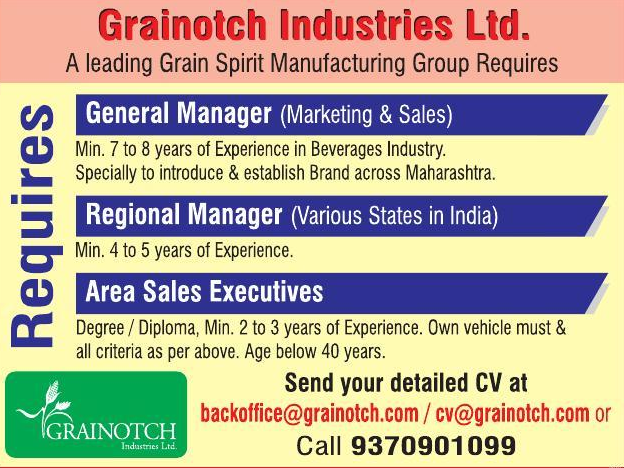 Grainotch Industries Ltd.
A leading Grain Spirit Manufacturing Group Requires
Requires
General Manager (Marketing & Sales)
Min. 7 to 8 years of Experience in Beverages Industry.
Specially to introduce & establish Brand across Maharashtra.
Regional Manager (Various States in India)
Min. 4 to 5 years of Experience.
Area Sales Executives
Degree / Diploma, Min. 2 to 3 years of Experience. Own vehicle must &
all criteria as per above. Age below 40 years.
GRAINOTCH
Industries Ltd.
Send your detailed CV at
backoffice@grainotch.com / cv@grainotch.com or
Call 9370901099